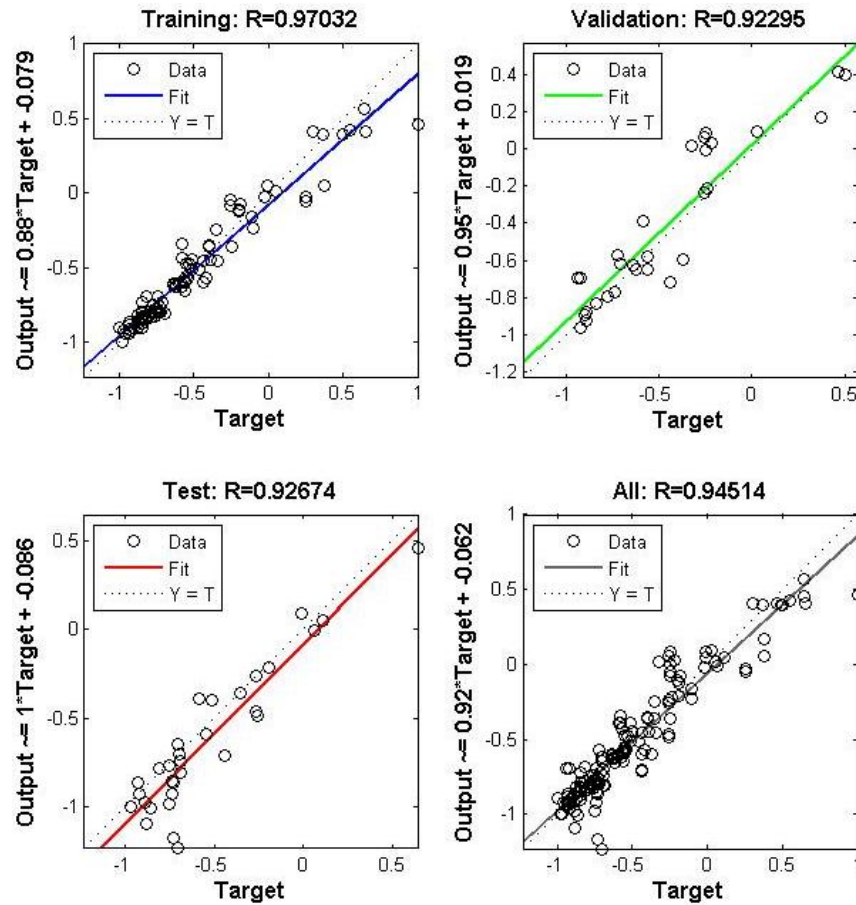 Training: R=0.97032
Output ~= 0.88*Target + -0.079
1
0.5
0
-0.5
-1
Data
Fit
Y = T
-1
-0.5
0
0.5
1
Target
Validation: R=0.92295
Output ~= 0.95*Target + 0.019
0.4
0.2
0
-0.2
-0.4
-0.6
-0.8
-1
-1.2
Data
Fit
Y = T
-1
-0.5
0
0.5
Target
Test: R=0.92674
Output ~= 1*Target + -0.086
0.5
0
-0.5
-1
Data
Fit
Y = T
-1
-0.5
0
0.5
Target
All: R=0.94514
Output ~= 0.92*Target + -0.062
1
0.5
0
-0.5
-1
Data
Fit
Y = T
-1
-0.5
0
0.5
1
Target